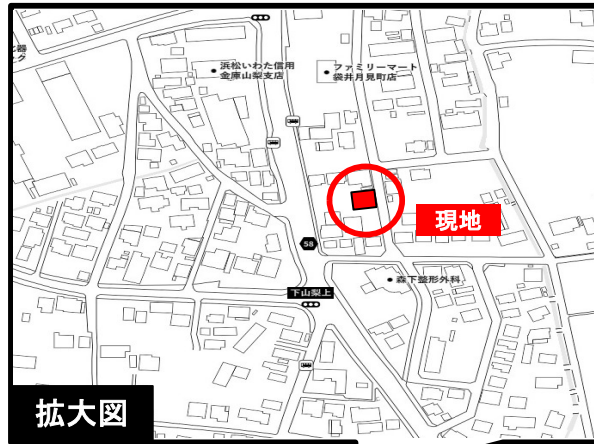 浜松いわた信用
金庫山梨支店
ファミリーマート
袋井月見町店
現地
58
下山梨上
森下整形外科
拡大図